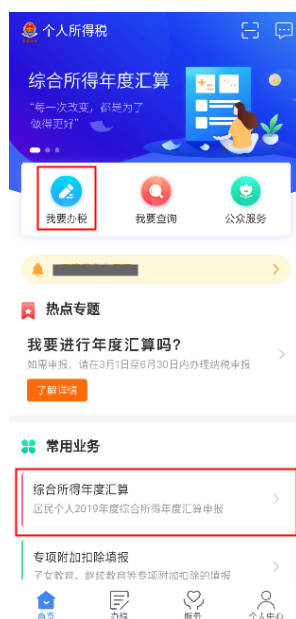 个人所得税
综合所得年度汇算
“每一次改变，都是为了
做得更好”
我要办税
我要查询
公众服务
热点专题
我要进行年度汇算吗？
如需申报，请在3月1日至6月30日内办理纳税申报
了解详情
常用业务
综合所得年度汇算
居民个人2019年度综合所得年度汇算申报
专项附加扣除填报
子女教育、继续教育等专项附加扣除的填报
首页
办税
服务
个人中心